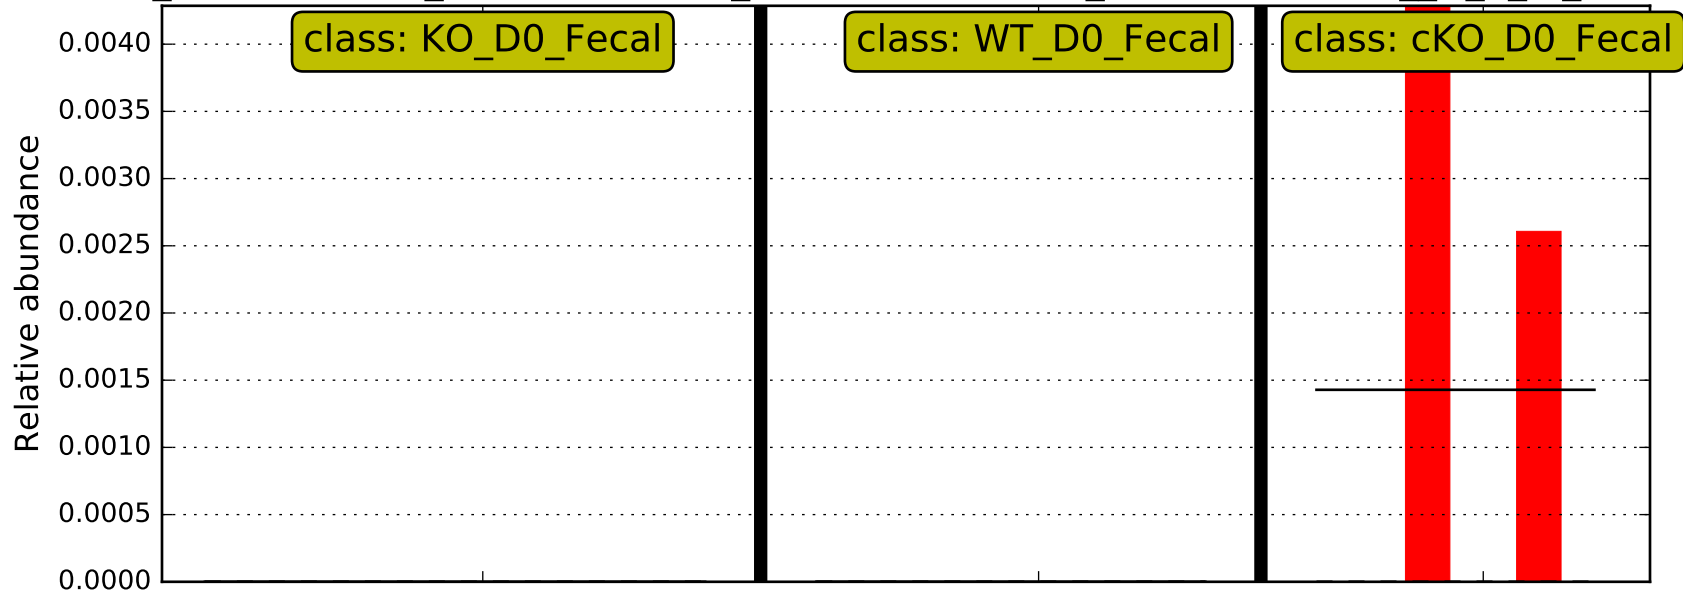 class: KO_D0_Fecal
class: WT_D0_Fecal
class: cKO_D0_Fecal
Relative abundance
0.0040
0.0035
0.0030
0.0025
0.0020
0.0015
0.0010
0.0005
0.0000